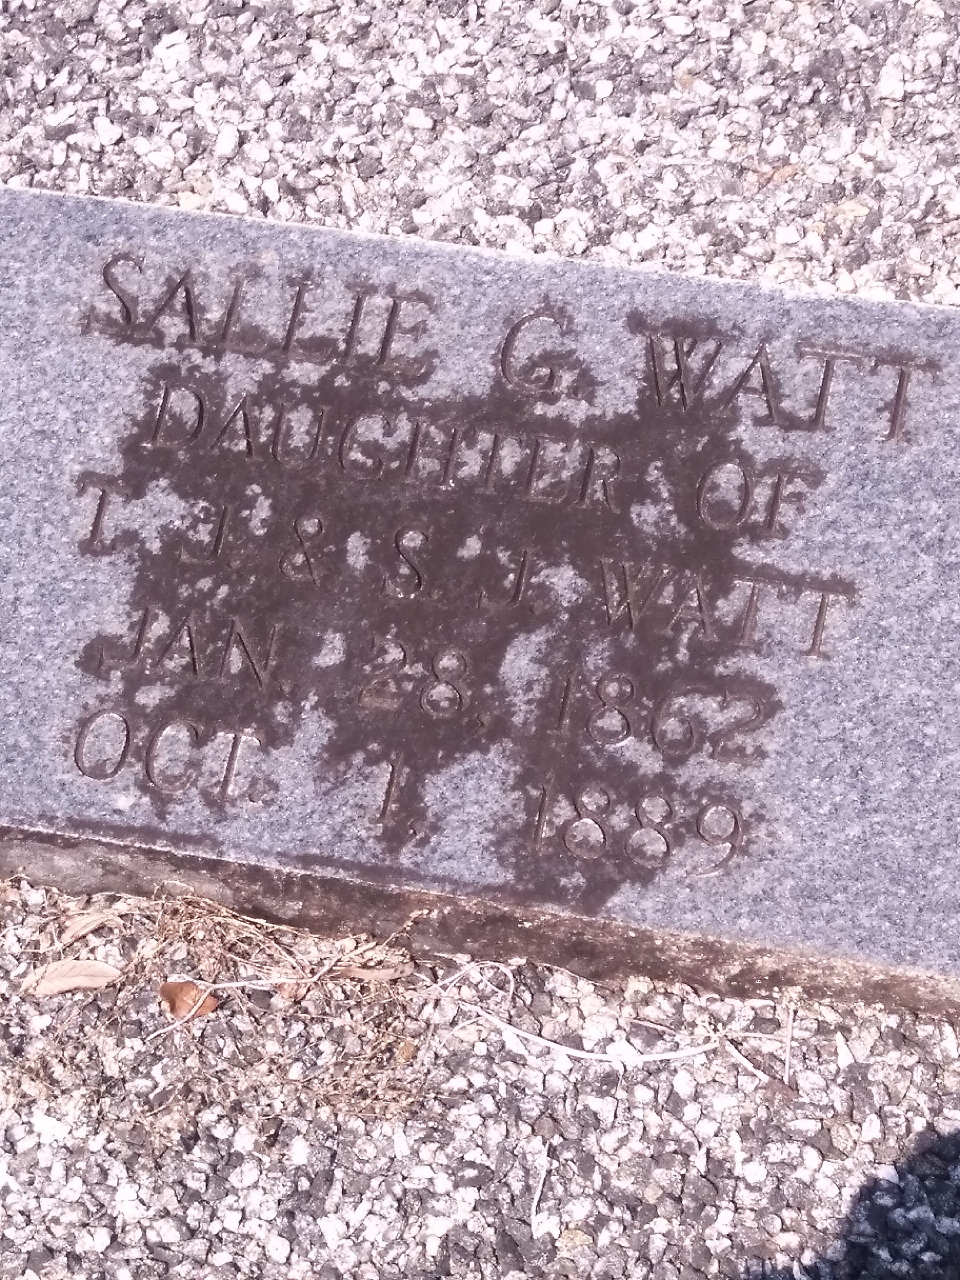 SALLIE G. WATT
DAUGHTER OF
T. J. & S. J. WATT
JAN. 28, 1862
OCT. 1, 1889